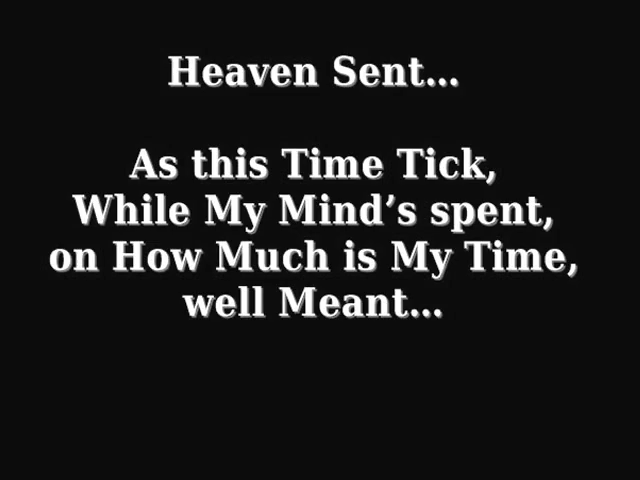 Heaven Sent...
As this Time Tick,
While My Mind’s spent,
on How Much is My Time,
well Meant...